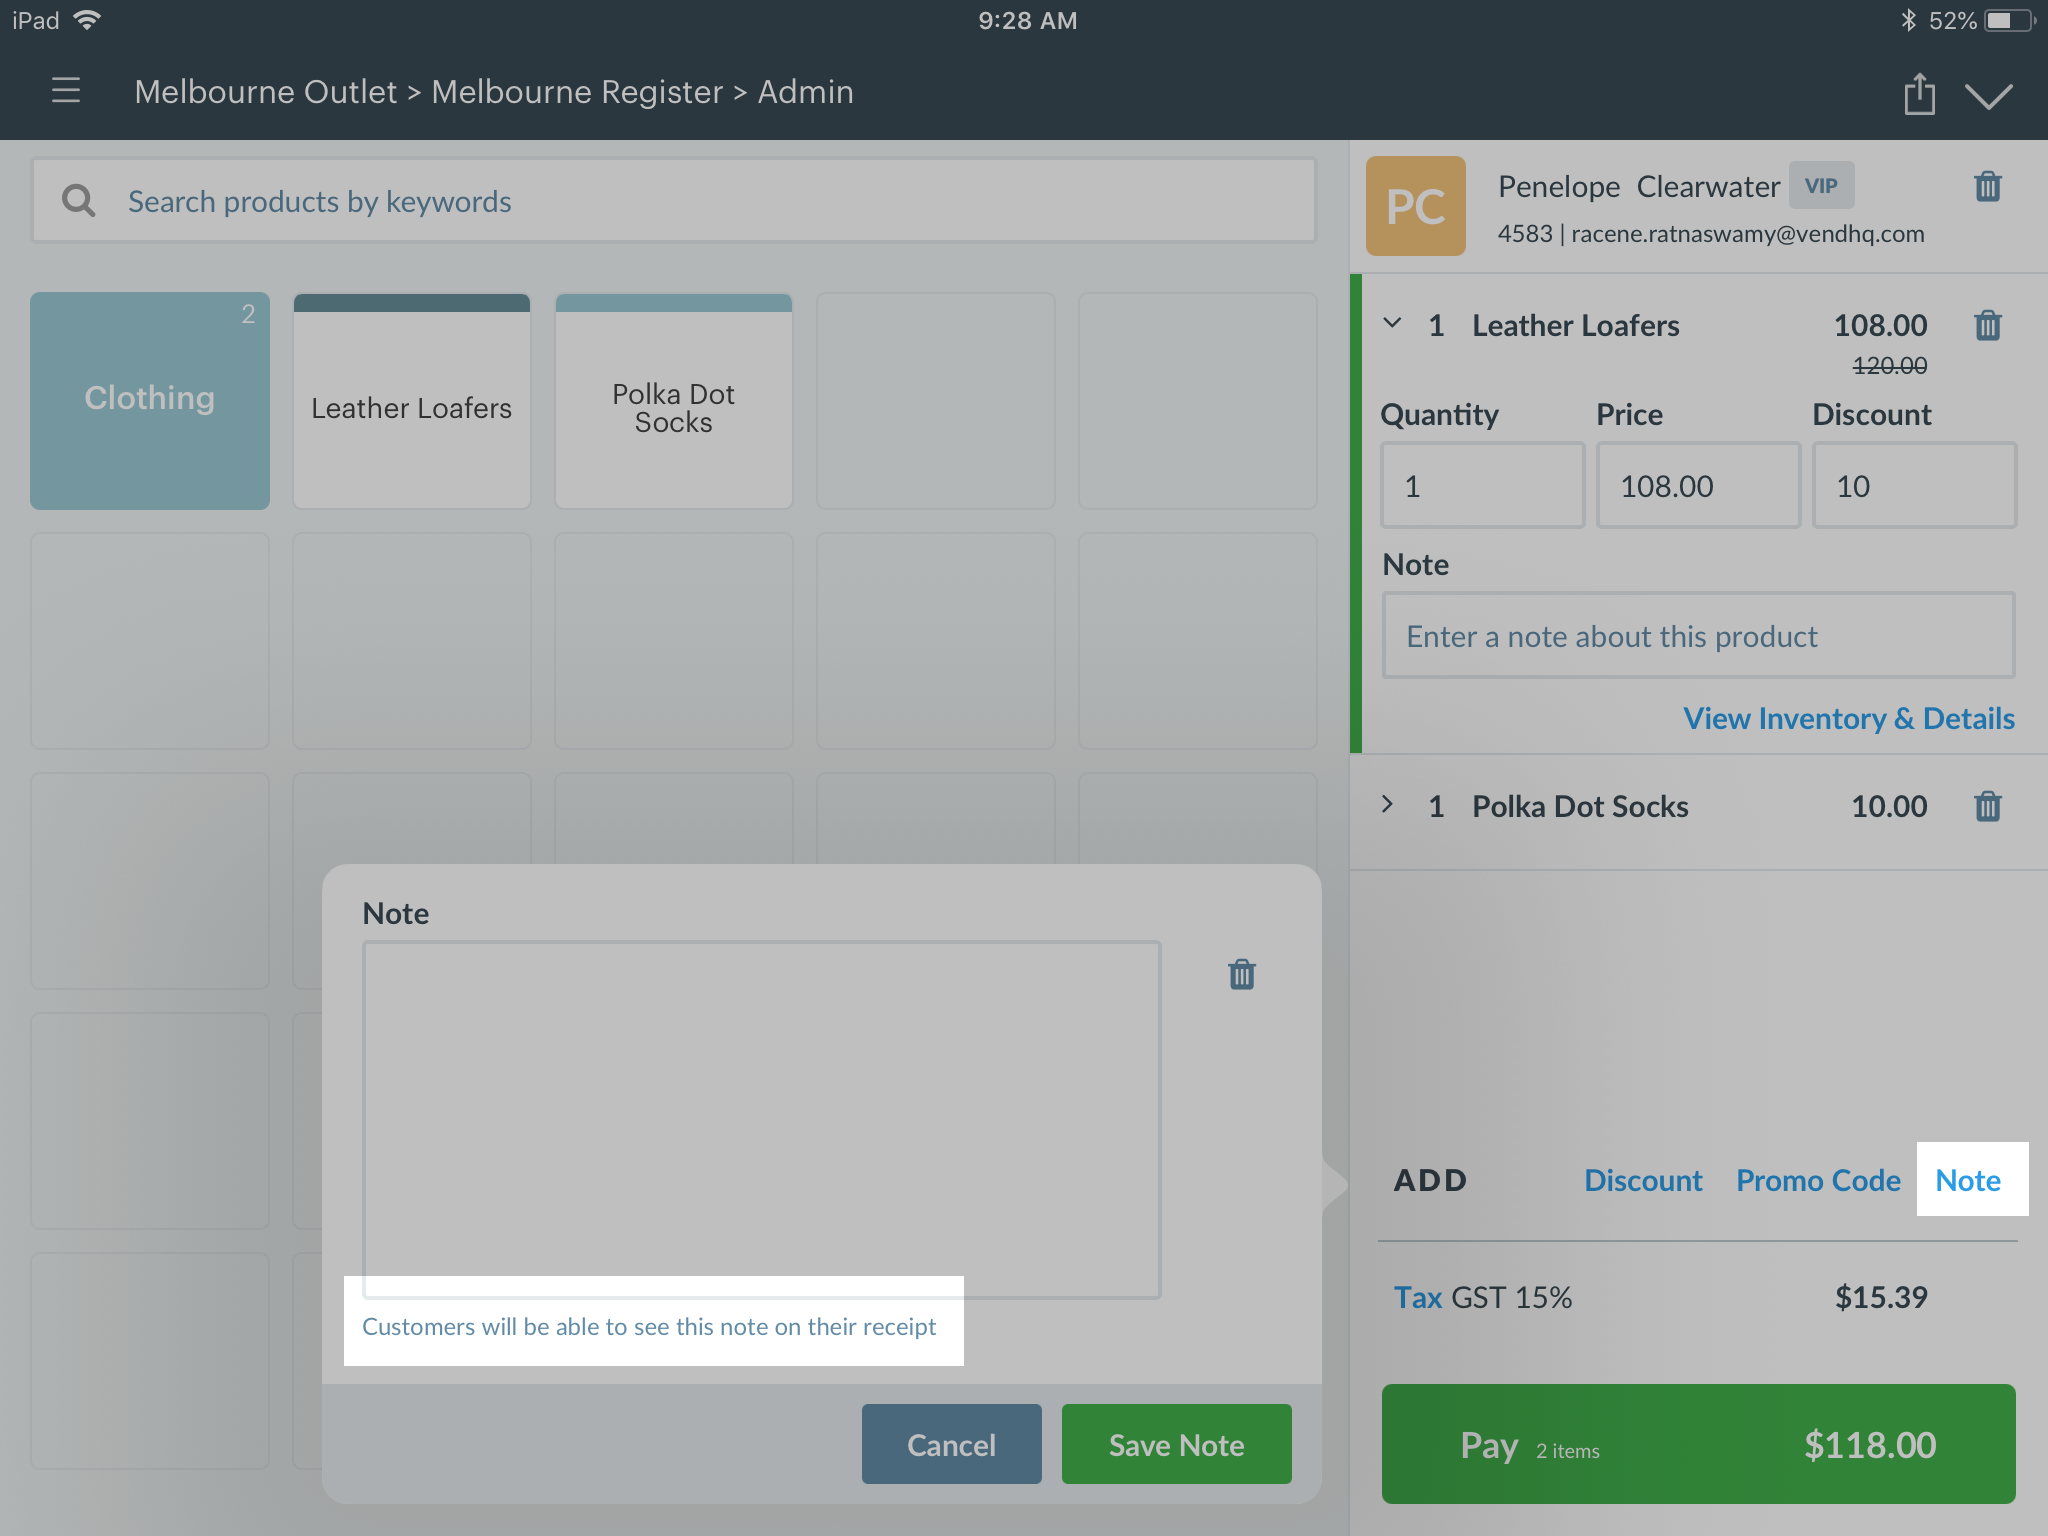 iPad 9:28 AM 52%
Melbourne Outlet > Melbourne Register > Admin
Search products by keywords
Clothing 2
Leather Loafers
Polka Dot
Socks
PC
Penelope Clearwater VIP
4583 | racene.ratnaswamy@vendhq.com
1 Leather Loafers 108.00
120.00
Quantity Price Discount
1 108.00 10
Note
Enter a note about this product
View Inventory & Details
1 Polka Dot Socks 10.00
Note
Customers will be able to see this note on their receipt
Cancel Save Note
ADD Discount Promo Code Note
Tax GST 15% $15.39
Pay 2 items $118.00